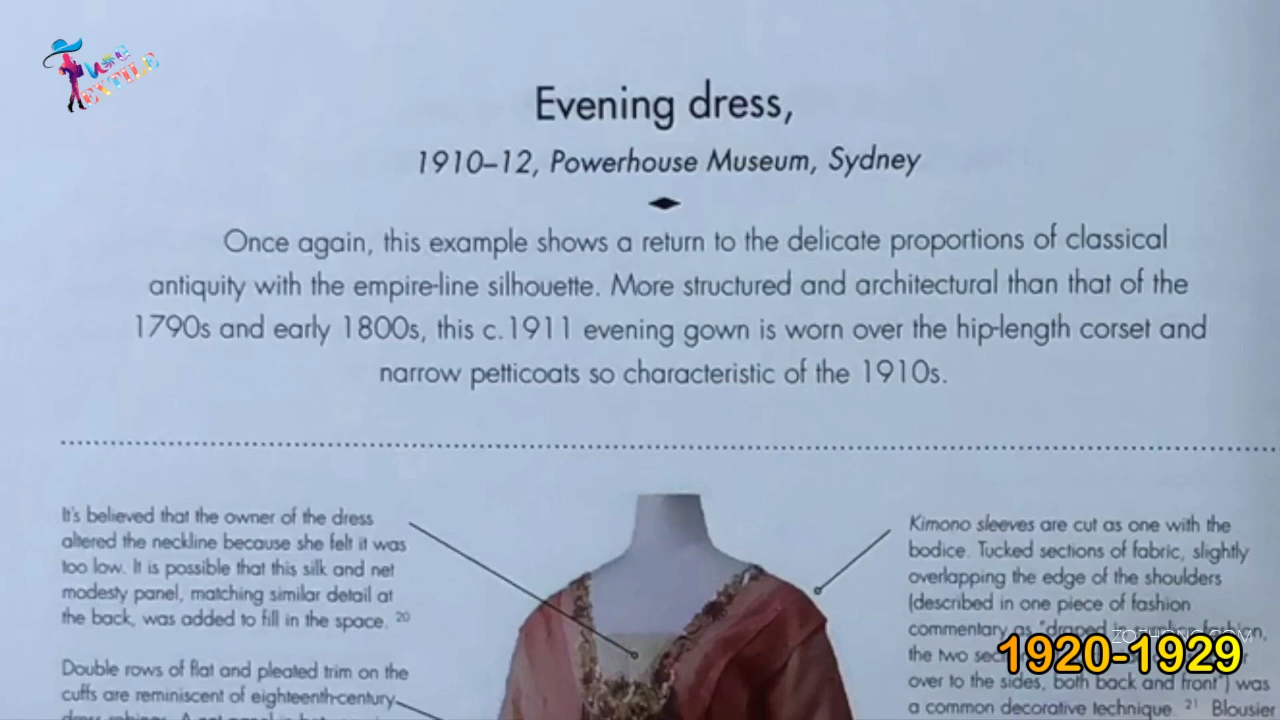 Tuse
TEXTILE
Evening dress,
1910–12, Powerhouse Museum, Sydney
Once again, this example shows a return to the delicate proportions of classical
antiquity with the empire-line silhouette. More structured and architectural than that of the
1790s and early 1800s, this c.1911 evening gown is worn over the hip-length corset and
narrow petticoats so characteristic of the 1910s.
It's believed that the owner of the dress
altered the neckline because she felt it was
too low. It is possible that this silk and net
modesty panel, matching similar detail at
the back, was added to fill in the space. 20
Double rows of flat and pleated trim on the
cuffs are reminiscent of eighteenth-century
Kimono sleeves are cut as one with the
bodice. Tucked sections of fabric, slightly
overlapping the edge of the shoulders
(described in one piece of fashion
commentary as "draped in surplice fashion,
the two
over to the sides, both back and front") was
a common decorative technique. 21 Blousier
1920-1929